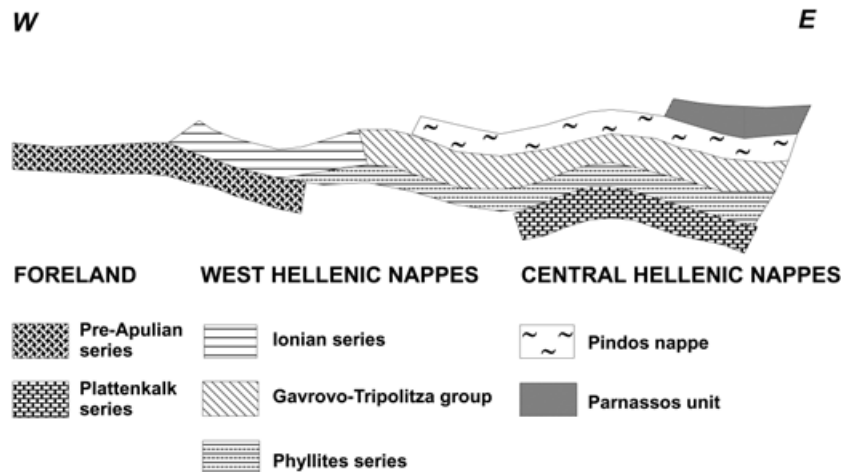 W E
FORELAND WEST HELLENIC NAPPES CENTRAL HELLENIC NAPPES
Pre-Apulian
series
Ionian series
Pindos nappe
Plattenkalk
series
Gavrovo-Tripolitza group
Parnassos unit
Phyllites series